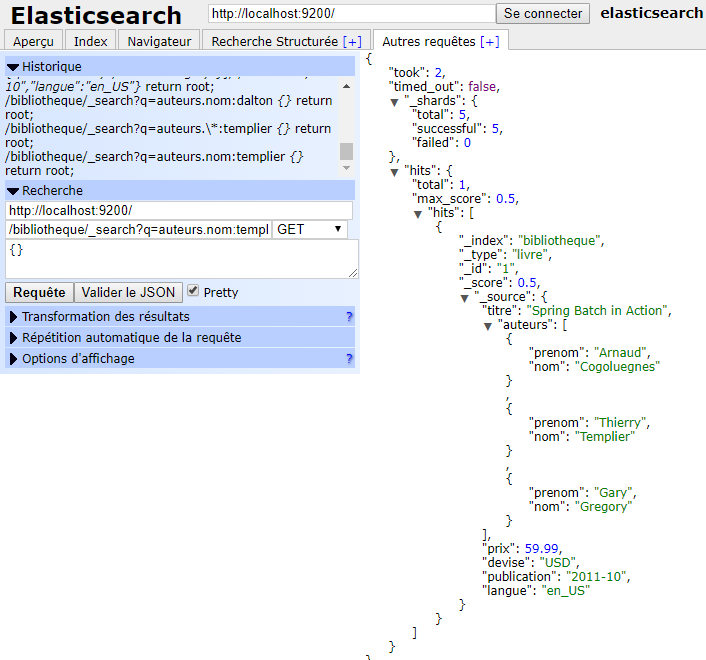 Elasticsearch
http://localhost:9200/
Se connecter
elasticsearch
Aperçu
Index
Navigateur
Recherche Structurée [+]
Autres requêtes [+]
Historique
10","langue":"en_US"} return root;
/bibliotheque/_search?q=auteurs.nom:dalton {} return
root;
/bibliotheque/_search?q=auteurs.\*:templier {} return
root;
/bibliotheque/_search?q=auteurs.nom:templier {}
return root;
Recherche
http://localhost:9200/
/bibliotheque/_search?q=auteurs.nom:templ
GET
{}
Requête
Valider le JSON
Pretty
Transformation des résultats
?
Répétition automatique de la requête
Options d'affichage
?
{
"took": 2,
"timed_out": false,
"_shards": {
"total": 5,
"successful": 5,
"failed": 0
},
"hits": {
"total": 1,
"max_score": 0.5,
"hits": [
{
"_index": "bibliotheque",
"_type": "livre",
"_id": "1",
"_score": 0.5,
"_source": {
"titre": "Spring Batch in Action",
"auteurs": [
{
"prenom": "Arnaud",
"nom": "Cogoluegnes"
}
,
{
"prenom": "Thierry",
"nom": "Templier"
}
,
{
"prenom": "Gary",
"nom": "Gregory"
}
],
"prix": 59.99,
"devise": "USD",
"publication": "2011-10",
"langue": "en_US"
}
}
]
}
}